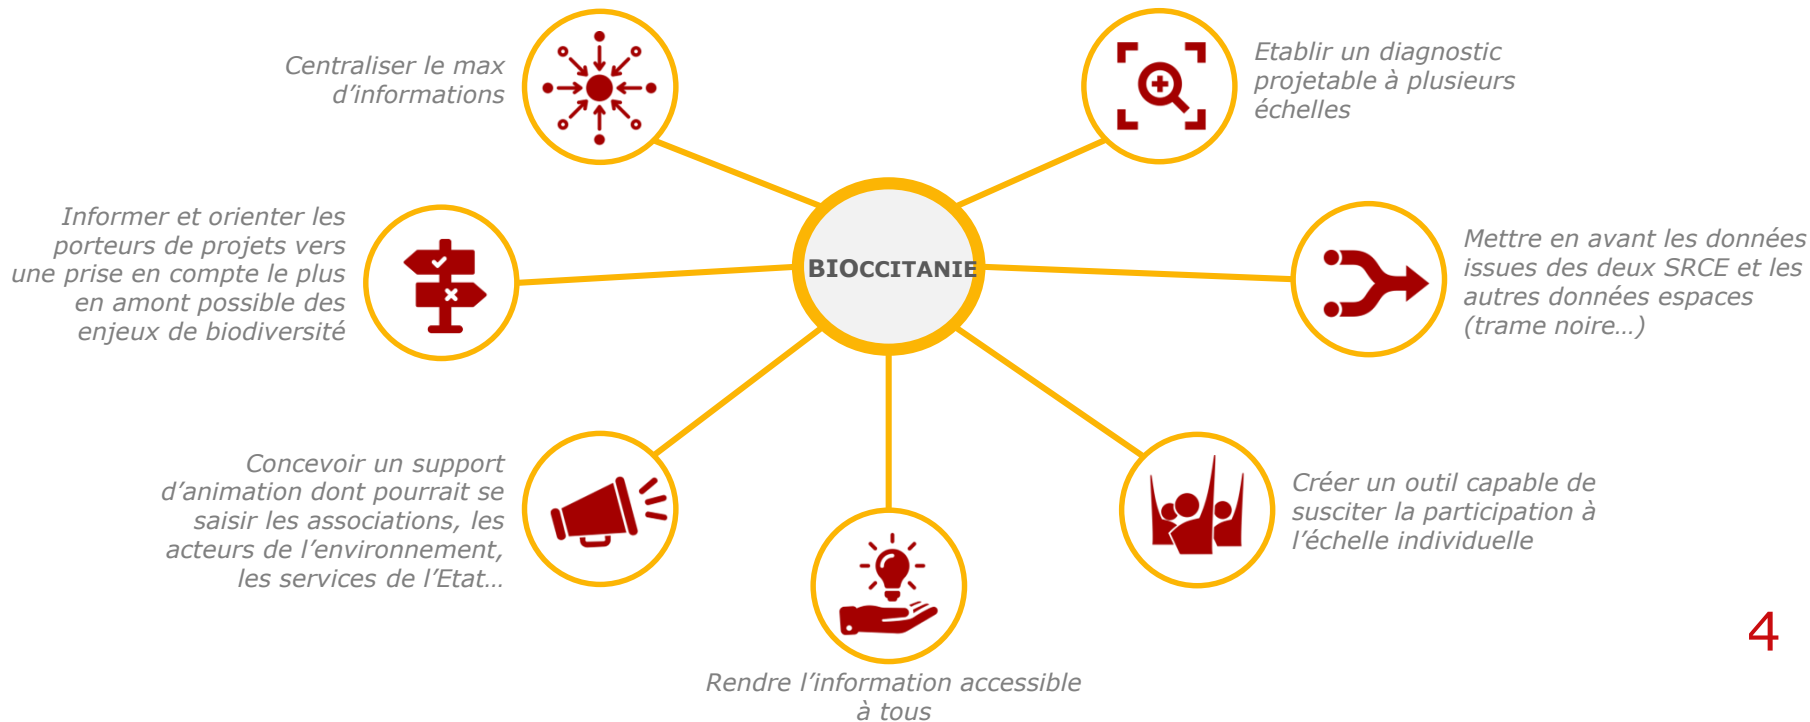 Centraliser le max
d’informations
Etablir un diagnostic
projetable à plusieurs
échelles
Informer et orienter les
porteurs de projets vers
une prise en compte le plus
en amont possible des
enjeux de biodiversité
BIOCCITANIE
Mettre en avant les données
issues des deux SRCE et les
autres données espaces
(trame noire…)
Concevoir un support
d’animation dont pourrait se
saisir les associations, les
acteurs de l’environnement,
les services de l’Etat…
Créer un outil capable de
susciter la participation à
l’échelle individuelle
Rendre l’information accessible
à tous
4